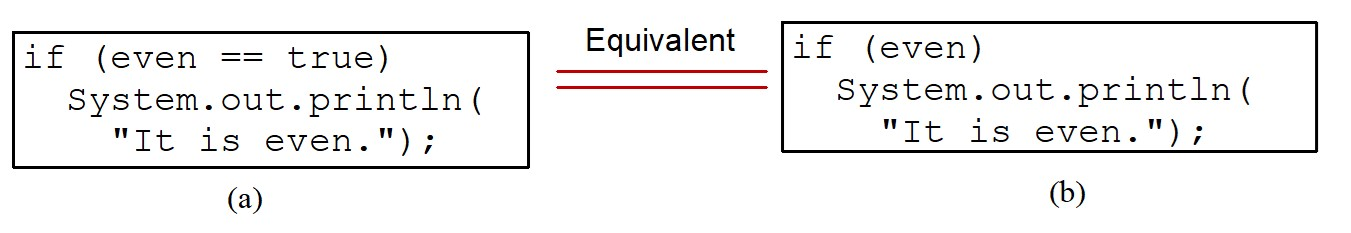 if (even == true)
System.out.println(
"It is even.");
(a)
Equivalent
if (even)
System.out.println(
"It is even.");
(b)